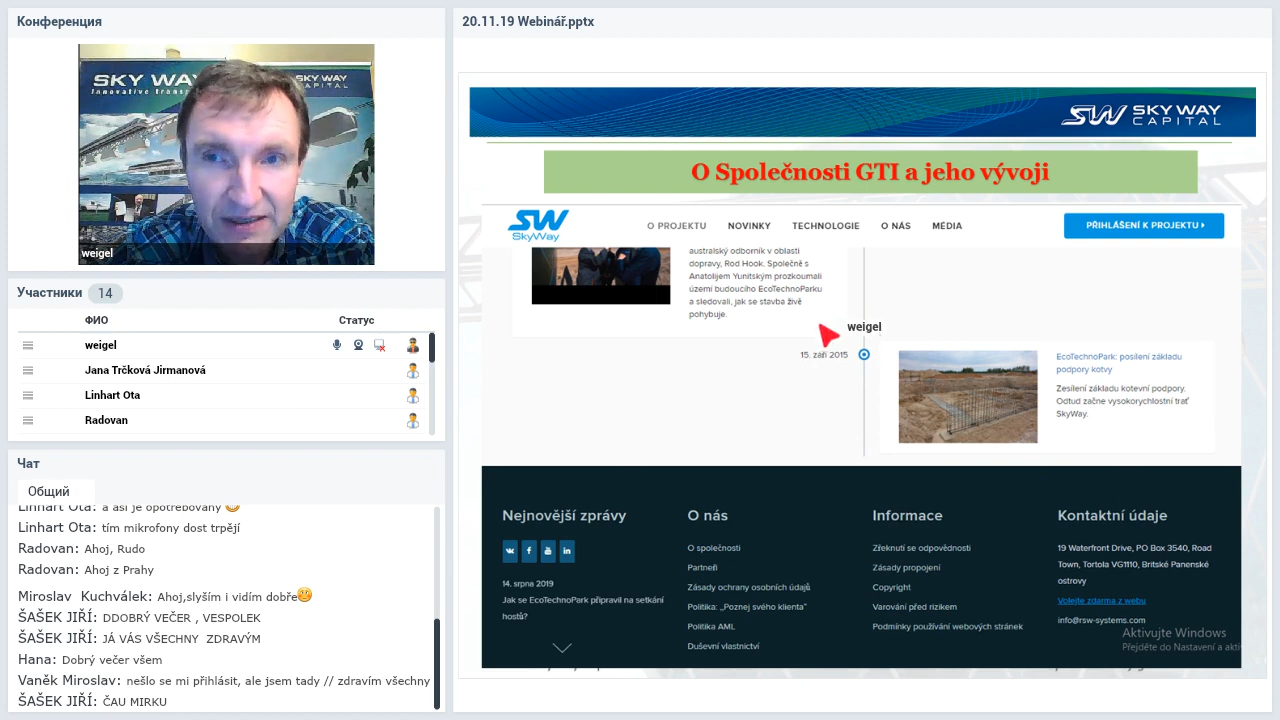 Конференция
SKY WAY
SKY WAY
CAPITAL
weigel
Участники 14
ФИО Статус
weigel
Jana Trčková Jirmanová
Linhart Ota
Radovan
Чат
Общий
Linhart Ota: a asi je opotřebovaný
Linhart Ota: tím mikrofony dost trpějí
Radovan: Ahoj, Rudo
Radovan: Ahoj z Prahy
Miroslav Kudiválek: Ahoj,slyším i vidím dobře
SASEK JIŘÍ: DDOBRÝ VEČER , VESPOLEK
ŠAŠEK JIŘÍ: JÁ VÁS VŠECHNY ZDRAVÝM
Hana: Dobrý večer všem
Vaněk Miroslav: nešlo se mi přihlásit, ale jsem tady // zdravím všechny
SASEK JIŘÍ: ČAU MIRKU
20.11.19 Webinář.pptx
SW SKY WAY
CAPITAL
O Společnosti GTI a jeho vývoji
SW
SkyWay
O PROJEKTU NOVINKY TECHNOLOGIE O NÁS MÉDIA
PŘIHLÁŠENÍ K PROJEKTU
australský odborník v oblasti
dopravy, Rod Hook. Společně s
Anatolijem Yunitským prozkoumali
území budoucího EcoTechnoParku
a sledovali, jak se stavba živě
pohybuje.
weigel
15. září 2015
EcoTechnoPark: posílení základu
podpory kotvy
Zesílení základu kotevní podpory.
Odtud začne vysokorychlostní trať
SkyWay.
Nejnovější zprávy
14. srpna 2019
Jak se EcoTechnoPark připravil na setkání
hostů?
O nás
O společnosti
Partneři
Zásady ochrany osobních údajů
Politika: „Poznej svého klienta“
Politika AML
Duševní vlastnictví
Informace
Zřeknutí se odpovědnosti
Zásady propojení
Copyright
Varování před rizikem
Podmínky používání webových stránek
Kontaktní údaje
19 Waterfront Drive, PO Box 3540, Road
Town, Tortola VG1110, Britské Panenské
ostrovy
Volejte zdarma z webu
info@rsw-systems.com
Aktivujte Windows
Přejděte do Nastavení a aktiv